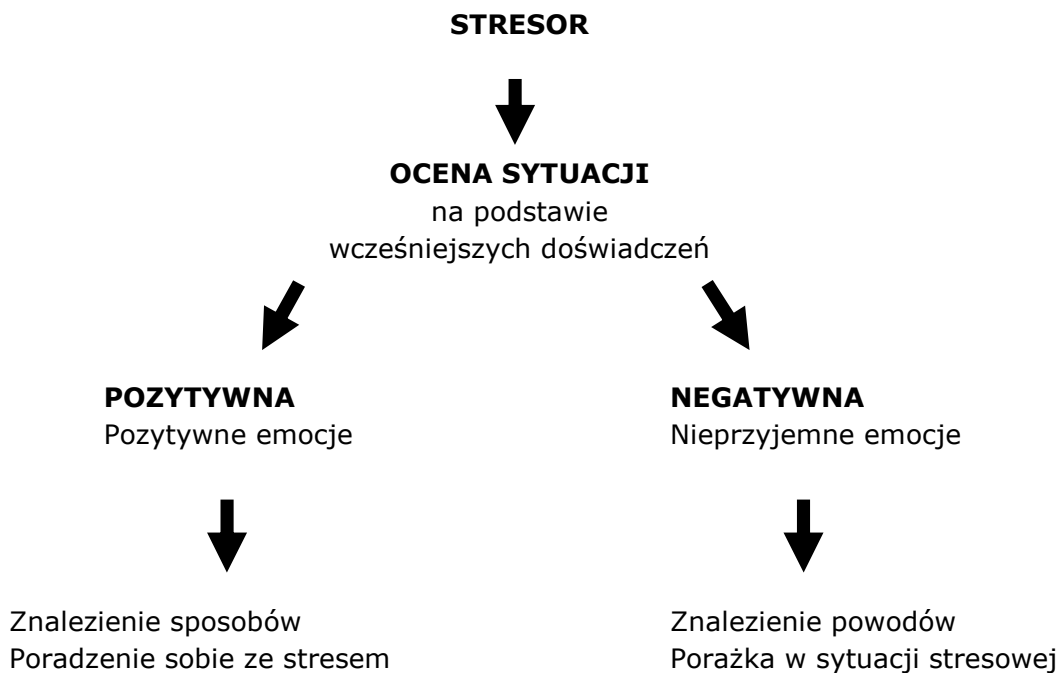 STRESOR
OCENA SYTUACJI
na podstawie
wcześniejszych doświadczeń
POZYTYWNA
Pozytywne emocje
NEGATYWNA
Nieprzyjemne emocje
Znalezienie sposobów
Poradzenie sobie ze stresem
Znalezienie powodów
Porażka w sytuacji stresowej